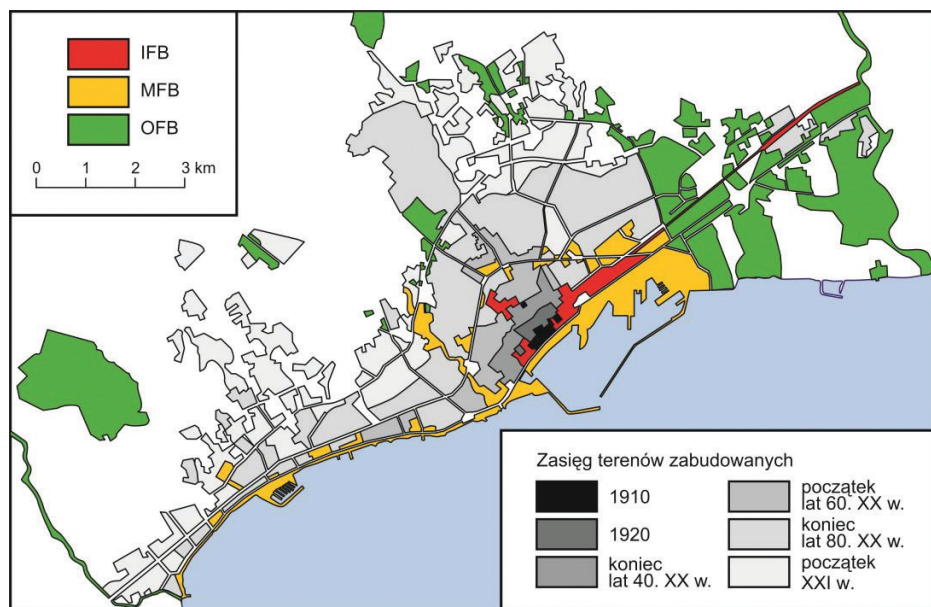 IFB
MFB
OFB
0 1 2 3 km
Zasięg terenów zabudowanych
1910
1920
koniec
lat 40. XX w.
początek
lat 60. XX w.
koniec
lat 80. XX w.
początek
XXI w.